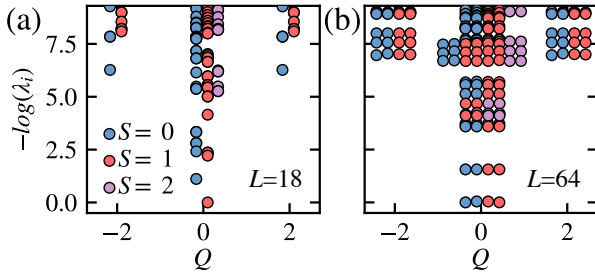 (a)
(b)
7.5
5.0
2.5
0.0
−log(λi)
S = 0
S = 1
S = 2
L=18
L=64
−2 0 2
−2 0 2
Q
Q